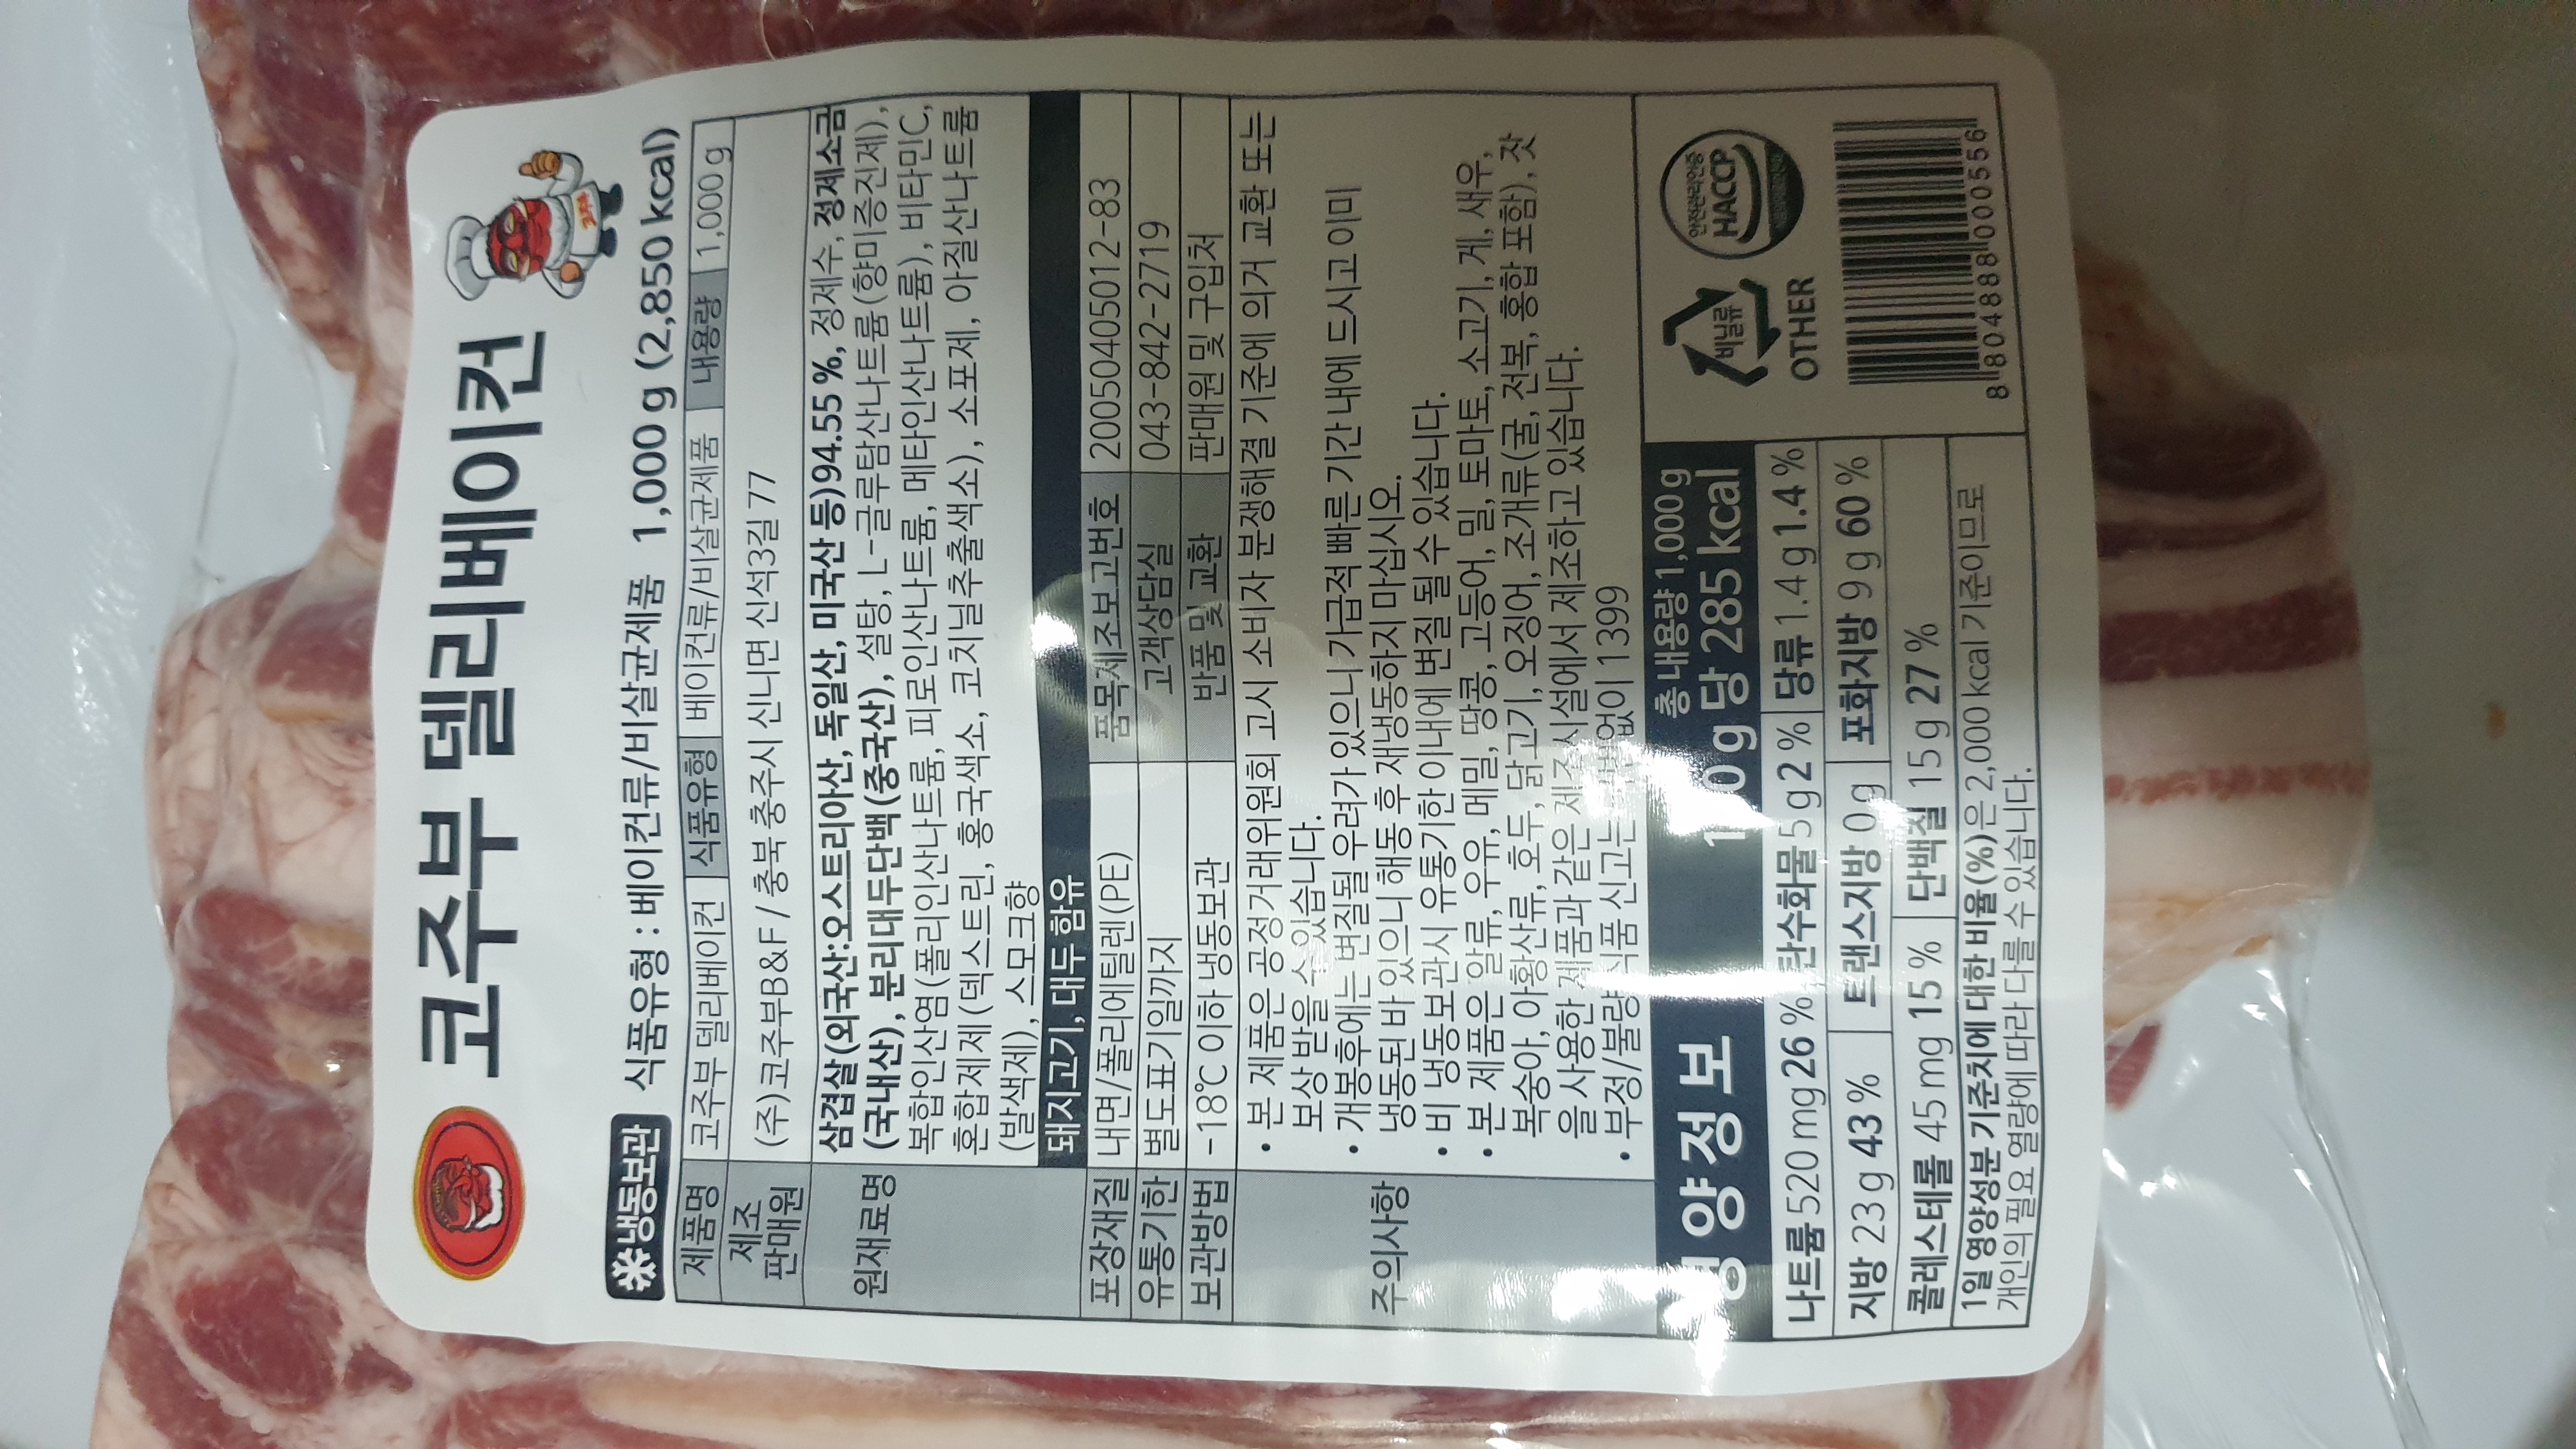 코주부 델리베이컨
냉동보관 식품유형 : 베이컨류/비살균제품 1,000 g (2,850 kcal)
제품명 코주부 델리베이컨 식품유형 베이컨류/비살균제품 내용량 1,000 g
제조
판매원 (주)코주부B&F / 충북 충주시 신니면 신석3길 77
원재료명
삼겹살(외국산:오스트리아산, 독일산, 미국산 등)94.55 %, 정제수, 정제소금
(국내산), 분리대두단백(중국산), 설탕, L-글루탐산나트륨(향미증진제),
복합인산염(폴리인산나트륨, 피로인산나트륨, 메타인산나트륨), 비타민C,
혼합제제(덱스트린, 홍국색소, 코치닐추출색소), 소포제, 아질산나트륨
(발색제), 스모크향
돼지고기, 대두 함유
포장재질 내면/폴리에틸렌(PE) 품목제조보고번호 20050405012-83
유통기한 별도표기일까지 고객상담실 043-842-2719
보관방법 -18℃ 이하 냉동보관 반품 및 교환 판매원 및 구입처
주의사항
• 본 제품은 공정거래위원회 고시 소비자 분쟁해결 기준에 의거 교환 또는
보상 받을 수 있습니다.
• 개봉후에는 변질될 우려가 있으니 가급적 빠른 기간 내에 드시고 이미
냉동된 바 있으니 해동 후 재냉동하지 마십시오.
• 비 냉동보관시 유통기한 이내에 변질 될 수 있습니다.
• 본 제품은 알류, 우유, 메밀, 땅콩, 고등어, 밀, 토마토, 소고기, 게, 새우,
복숭아, 아황산류, 호두, 닭고기, 오징어, 조개류(굴, 전복, 홍합 포함), 잣
을 사용한 제품과 같은 제조시설에서 제조하고 있습니다.
• 부정/불량식품 신고는 국번없이 1399
영양정보 총 내용량 1,000 g
100 g 당 285 kcal
나트륨 520 mg 26 % 탄수화물 5 g 2 % 당류 1.4 g 1.4 %
지방 23 g 43 % 트랜스지방 0 g 포화지방 9 g 60 %
콜레스테롤 45 mg 15 % 단백질 15 g 27 %
1일 영양성분 기준치에 대한 비율(%)은 2,000 kcal 기준이므로
개인의 필요 열량에 따라 다를 수 있습니다.
비닐류
OTHER
안전관리인증
HACCP
8 804888 000556